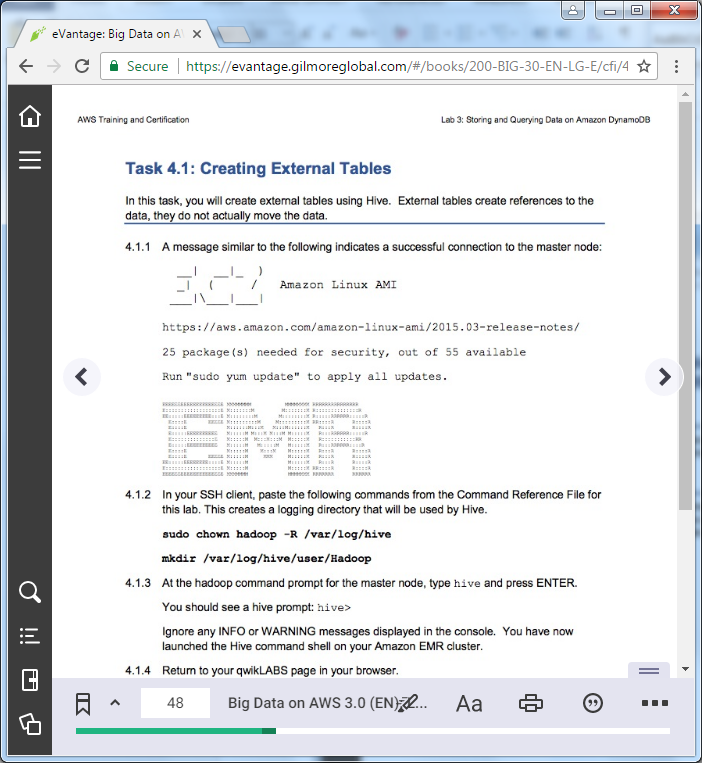 eVantage: Big Data on A
Secure
https://evantage.gilmoreglobal.com/#/books/200-BIG-30-EN-LG-E/cfi/4
AWS Training and Certification
Lab 3: Storing and Querying Data on Amazon DynamoDB
Task 4.1: Creating External Tables
In this task, you will create external tables using Hive. External tables create references to the
data, they do not actually move the data.
4.1.1 A message similar to the following indicates a successful connection to the master node:
Amazon Linux AMI
https://aws.amazon.com/amazon-linux-ami/2015.03-release-notes/
25 package(s) needed for security, out of 55 available
Run "sudo yum update" to apply all updates.
4.1.2 In your SSH client, paste the following commands from the Command Reference File for
this lab. This creates a logging directory that will be used by Hive.
sudo chown hadoop -R /var/log/hive
mkdir /var/log/hive/user/Hadoop
4.1.3 At the hadoop command prompt for the master node, type hive and press ENTER.
You should see a hive prompt: hive>
Ignore any INFO or WARNING messages displayed in the console. You have now
launched the Hive command shell on your Amazon EMR cluster.
4.1.4 Return to your qwikLABS page in your browser.
48
Big Data on AWS 3.0 (EN)
Aa